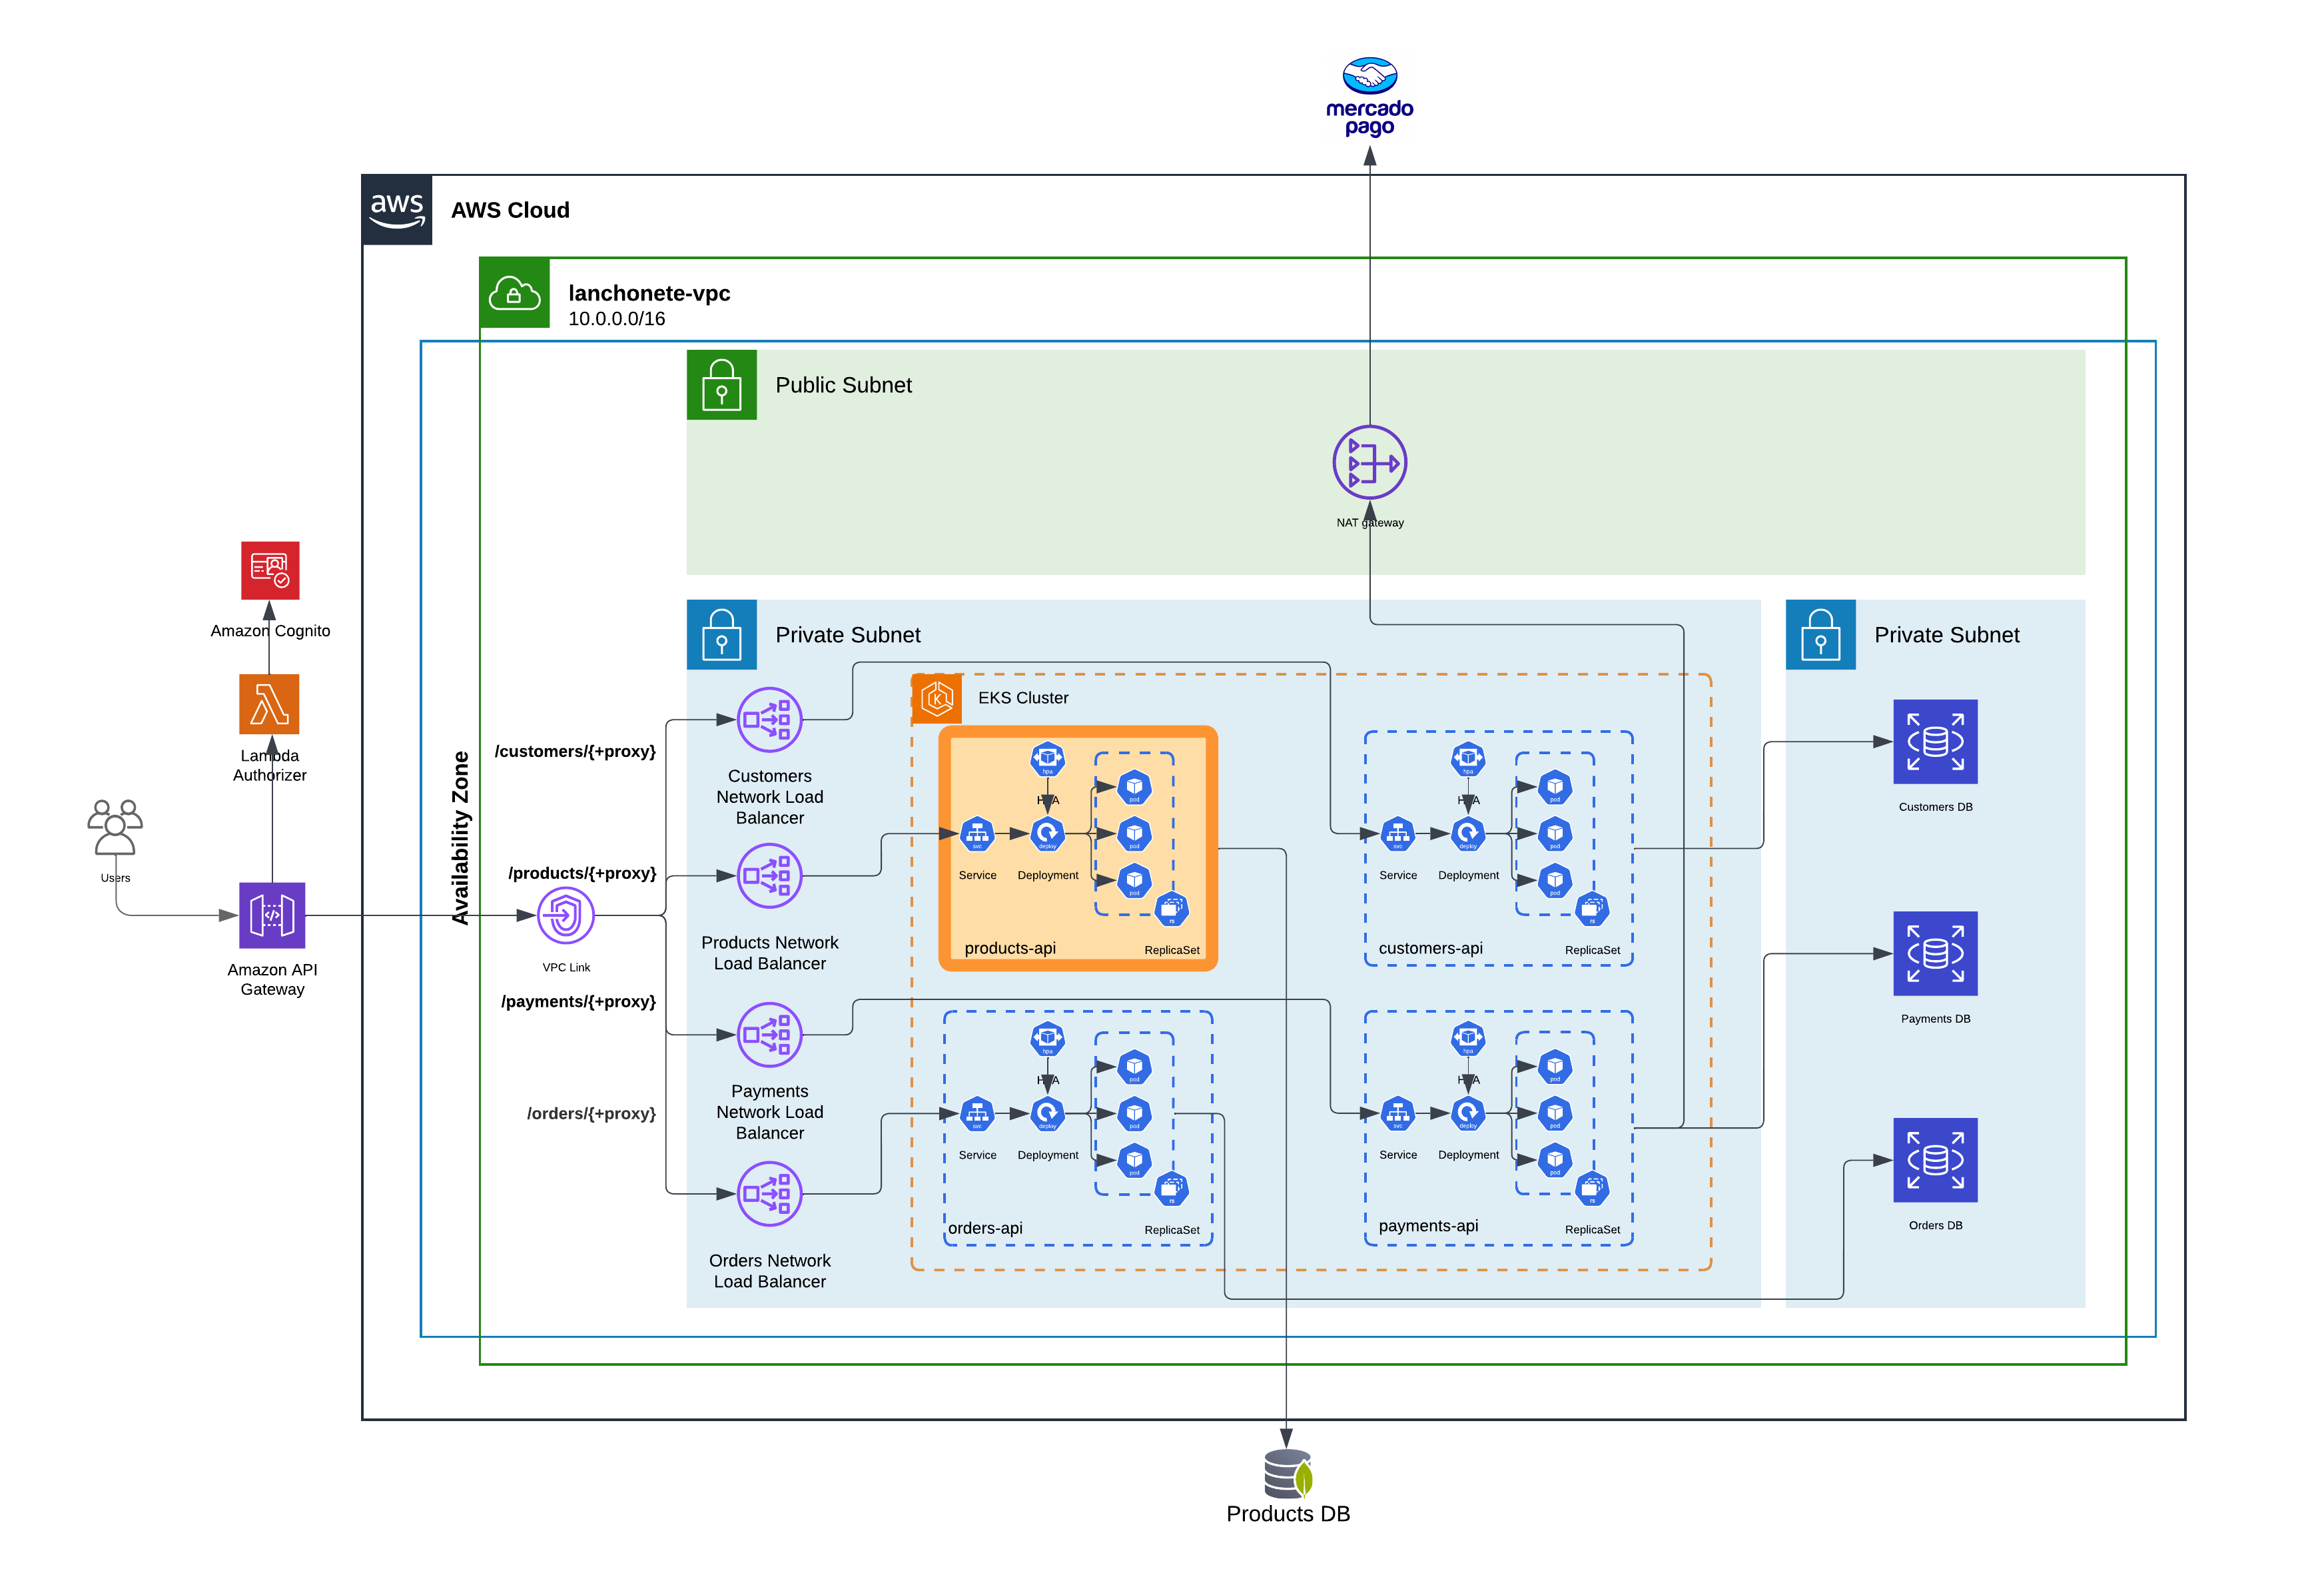 mercado
pago
aws
AWS Cloud
lanchonete-vpc
10.0.0.0/16
Public Subnet
NAT gateway
Amazon Cognito
Lambda
Authorizer
Users
Amazon API
Gateway
Availability Zone
VPC Link
/customers/{+proxy}
/products/{+proxy}
/payments/{+proxy}
/orders/{+proxy}
Private Subnet
Customers
Network Load
Balancer
Products Network
Load Balancer
Payments
Network Load
Balancer
Orders Network
Load Balancer
K
EKS Cluster
hpa
HPA
svc
deploy
pod
pod
pod
rs
Service
Deployment
products-api
ReplicaSet
hpa
HPA
svc
deploy
pod
pod
pod
rs
Service
Deployment
customers-api
ReplicaSet
hpa
HPA
svc
deploy
pod
pod
pod
rs
Service
Deployment
orders-api
ReplicaSet
hpa
HPA
svc
deploy
pod
pod
pod
rs
Service
Deployment
payments-api
ReplicaSet
Private Subnet
Customers DB
Payments DB
Orders DB
Products DB